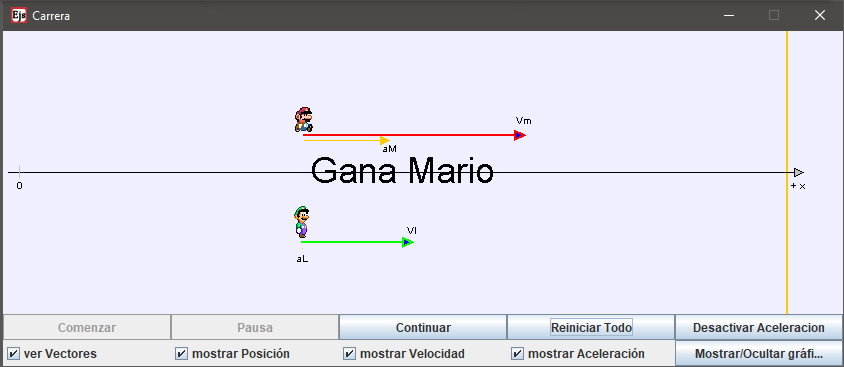 Ejs Carrera
Vm
aM
Gana Mario
0
+ x
Vl
aL
Comenzar Pausa Continuar Reiniciar Todo Desactivar Aceleracion
ver Vectores mostrar Posición mostrar Velocidad mostrar Aceleración Mostrar/Ocultar gráfi...